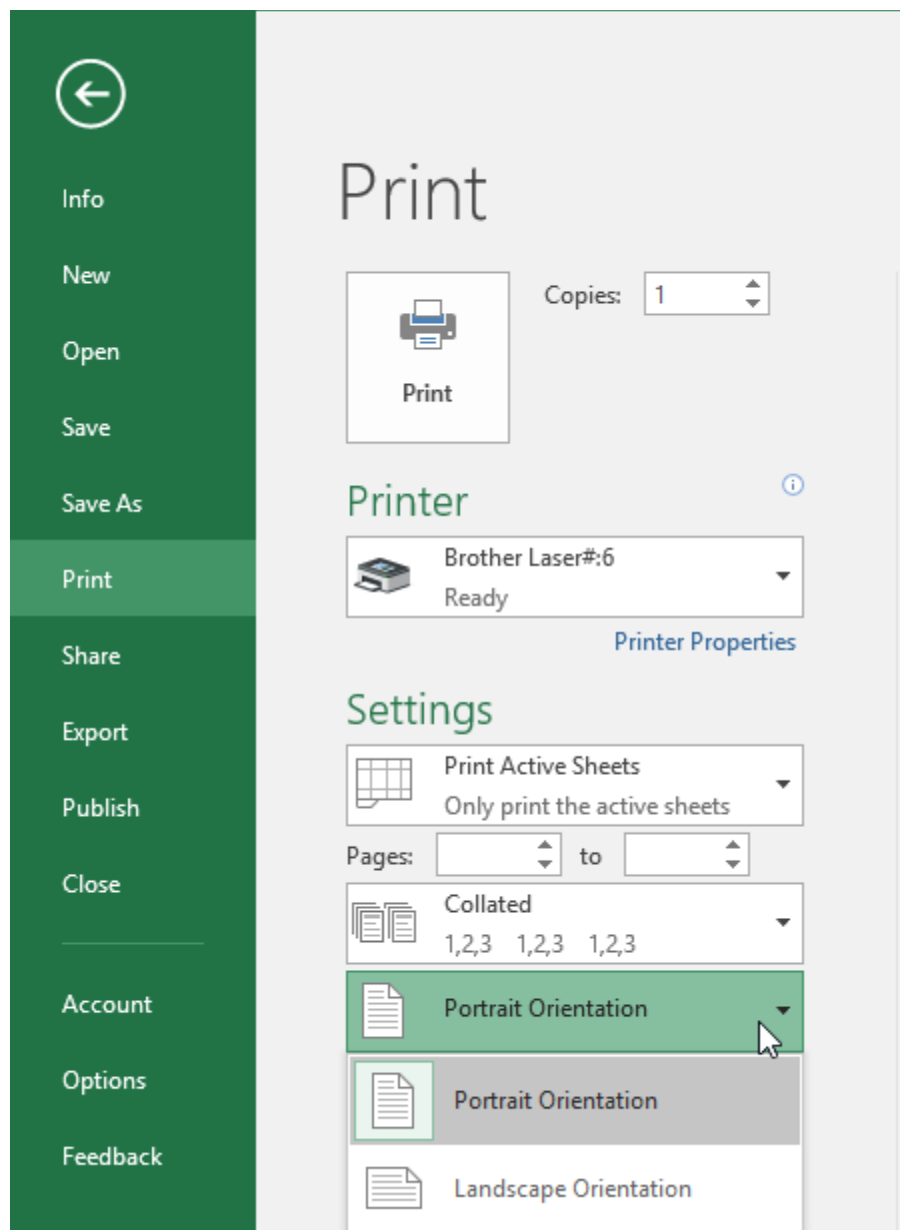 Info
New
Open
Save
Save As
Print
Share
Export
Publish
Close
Account
Options
Feedback
Print
Print
Copies: 1
Printer
Brother Laser#:6
Ready
Printer Properties
Settings
Print Active Sheets
Only print the active sheets
Pages: to
Collated
1,2,3 1,2,3 1,2,3
Portrait Orientation
Portrait Orientation
Landscape Orientation